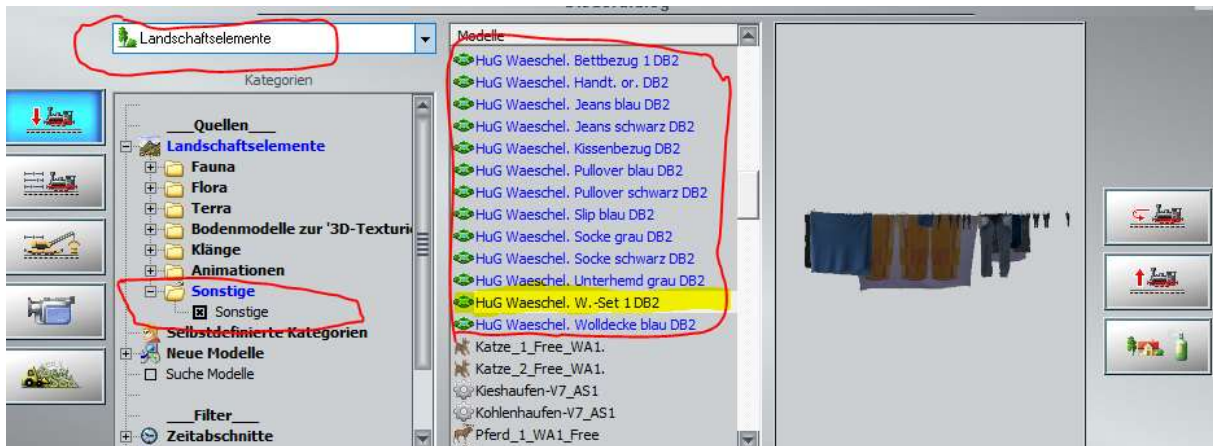 Landschaftselemente
Kategorien
___Quellen___
Landschaftselemente
Fauna
Flora
Terra
Bodenmodelle zur '3D-Texturi
Klänge
Animationen
Sonstige
Sonstige
Selbstdefinierte Kategorien
Neue Modelle
Suche Modelle
___Filter___
Zeitabschnitte
Modelle
HuG Waeschel. Bettbezug 1 DB2
HuG Waeschel. Handt. or. DB2
HuG Waeschel. Jeans blau DB2
HuG Waeschel. Jeans schwarz DB2
HuG Waeschel. Kissenbezug DB2
HuG Waeschel. Pullover blau DB2
HuG Waeschel. Pullover schwarz DB2
HuG Waeschel. Slip blau DB2
HuG Waeschel. Socke grau DB2
HuG Waeschel. Socke schwarz DB2
HuG Waeschel. Unterhemd grau DB2
HuG Waeschel. W.-Set 1 DB2
HuG Waeschel. Wolldecke blau DB2
Katze_1_Free_WA1.
Katze_2_Free_WA1.
Kieshaufen-V7_AS1
Kohlenhaufen-V7_AS1
Pferd_1_WA1_Free